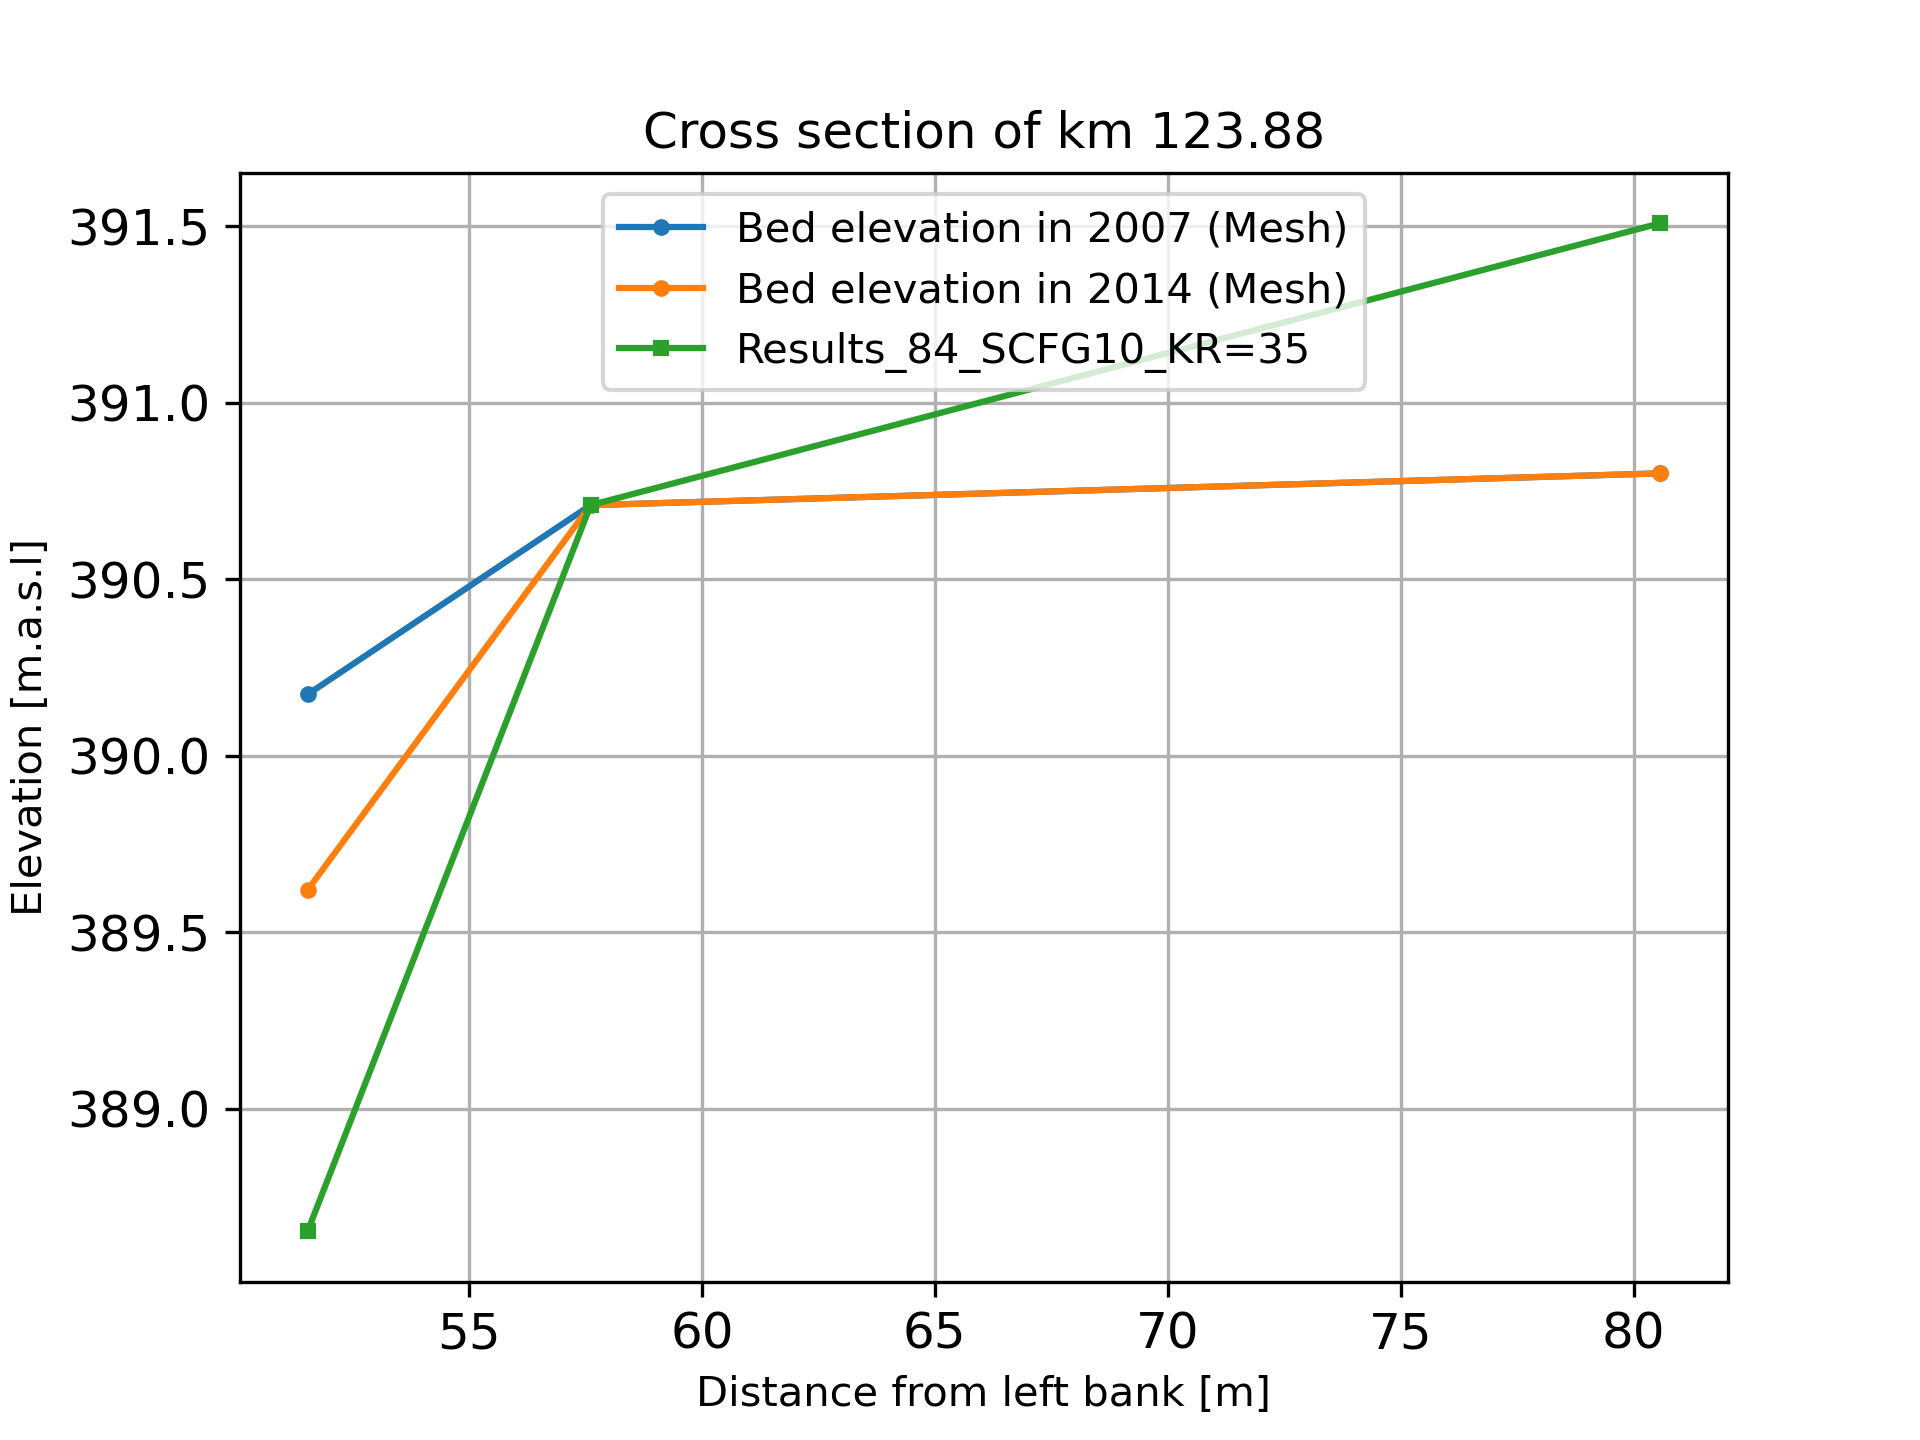 Cross section of km 123.88
Bed elevation in 2007 (Mesh)
Bed elevation in 2014 (Mesh)
Results_84_SCFG10_KR=35
391.5
391.0
390.5
390.0
389.5
389.0
Elevation [m.a.s.l]
55 60 65 70 75 80
Distance from left bank [m]